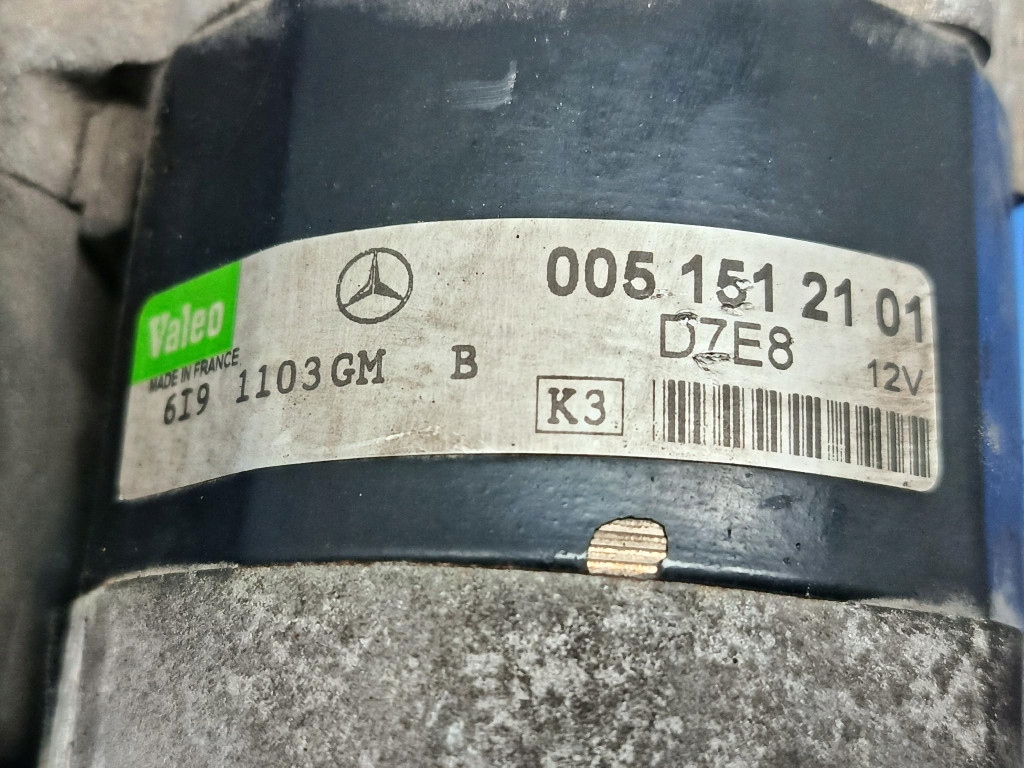 Valeo
MADE IN FRANCE
005 151 21 01
D7E8
12V
6I9 1103GM B
K3